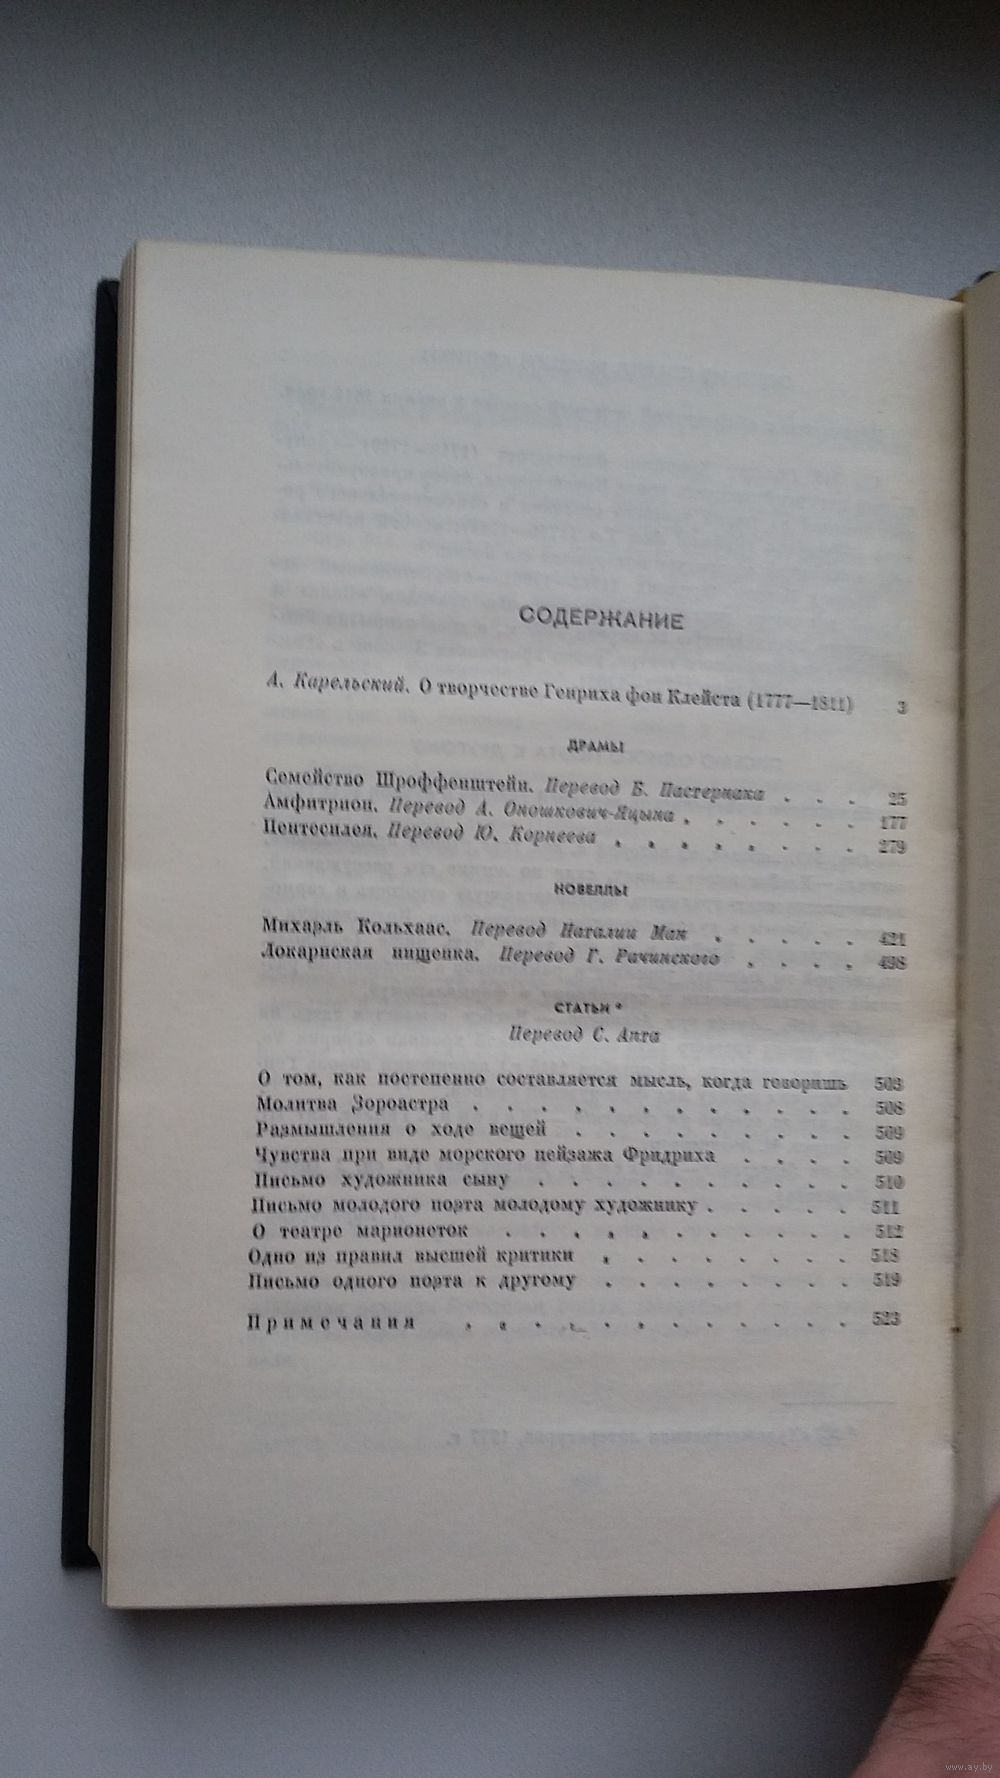 СОДЕРЖАНИЕ
А. Карельский. О творчестве Генриха фон Клейста (1777—1811) 3
ДРАМЫ
Семейство Шроффенштейн. Перевод Б. Пастернака . . . 25
Амфитрион. Перевод А. Оношкович-Яцына . . . . . . 177
Пентесилея. Перевод Ю. Корнеева . . . . . . . . 279
НОВЕЛЛЫ
Михаэль Кольхаас. Перевод Наталии Ман . . . . . 421
Локарнская нищенка. Перевод Г. Рачинского . . . . 498
СТАТЬИ *
Перевод С. Апта
О том, как постепенно составляется мысль, когда говоришь 503
Молитва Зороастра . . . . . . . . . . . . 508
Размышления о ходе вещей . . . . . . . . . 509
Чувства при виде морского пейзажа Фридриха . . . . 509
Письмо художника сыну . . . . . . . . . . 510
Письмо молодого поэта молодому художнику . . . . . 511
О театре марионеток . . . . . . . . . . . 512
Одно из правил высшей критики . . . . . . . . 518
Письмо одного поэта к другому . . . . . . . . 519
Примечания . . . . . . . . . . . . 523
www.ay.by